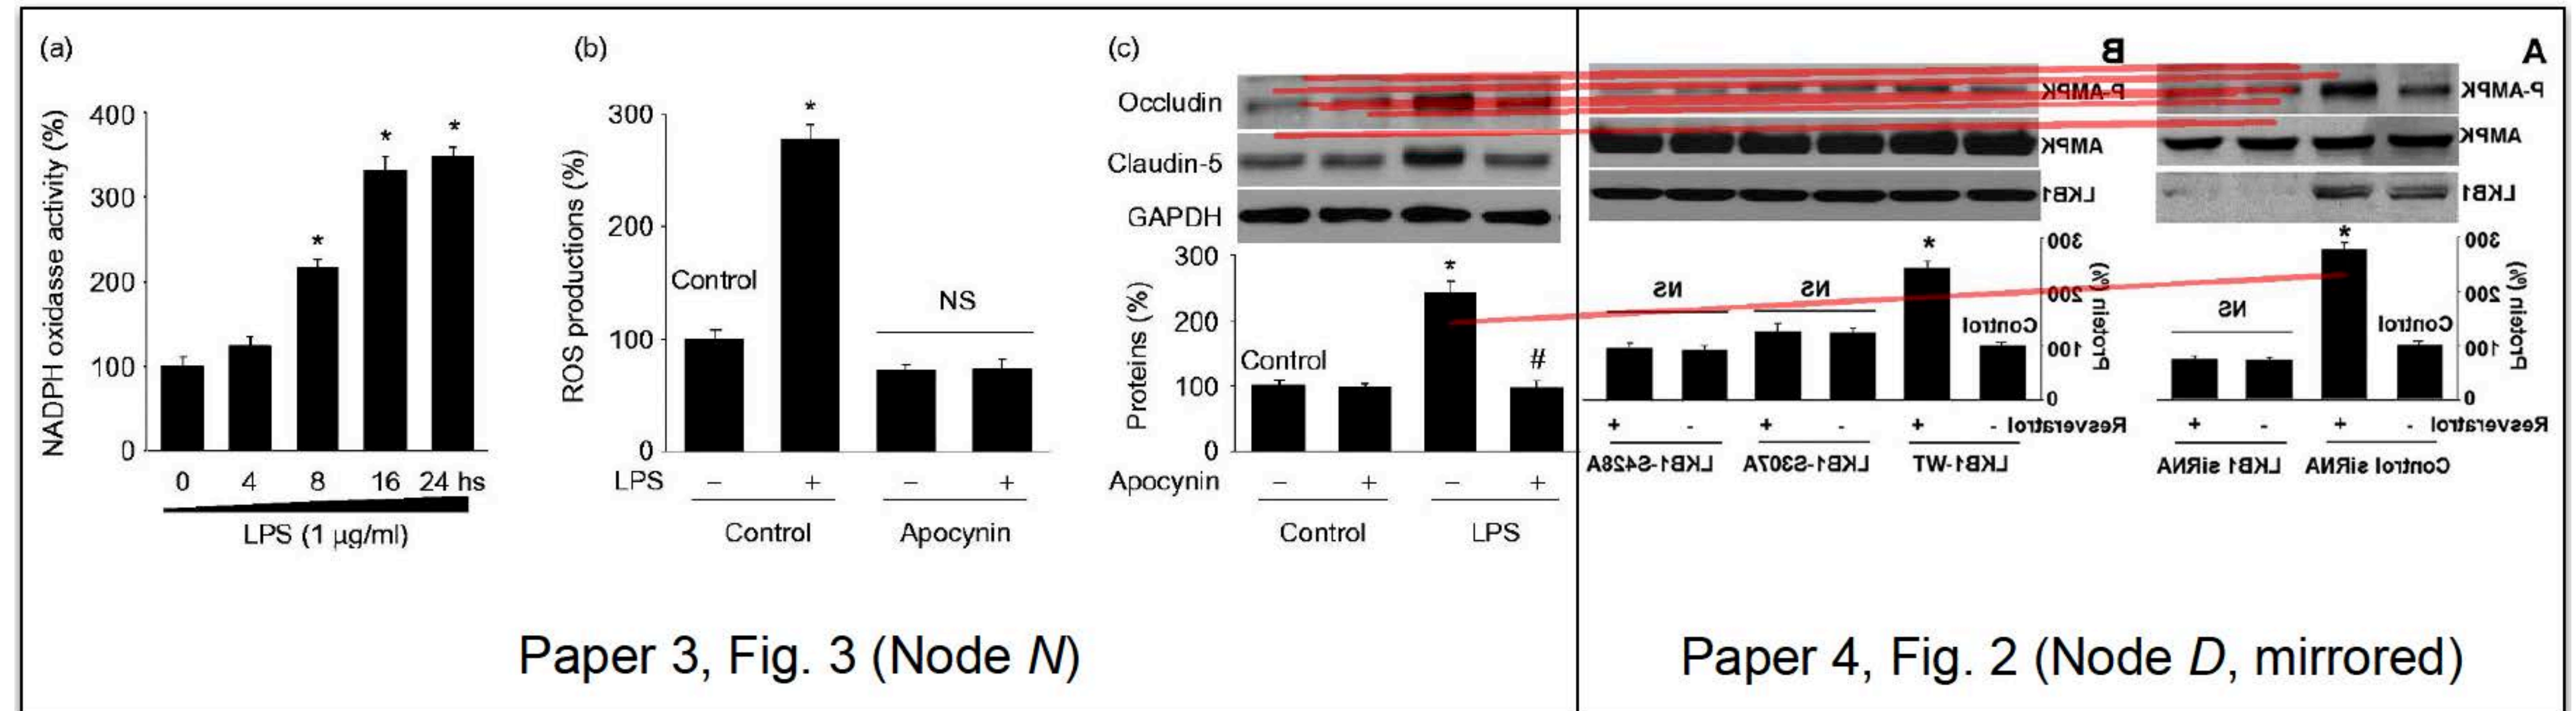 (a)
NADPH oxidase activity (%)
400
300
200
100
0
*
*
*
0 4 8 16 24 hs
LPS (1 μg/ml)
(b)
ROS productions (%)
300
200
100
0
Control
*
NS
LPS − + − +
Control Apocynin
(c)
Occludin
Claudin-5
GAPDH
Proteins (%)
300
200
100
0
Control
*
#
Apocynin − + − +
Control LPS
B
P-AMPK
AMPK
LKB1
Protein (%)
300
200
100
0
NS NS * Control
+ - + - + - Resveratrol
LKB1-S428A LKB1-S307A LKB1-WT
A
P-AMPK
AMPK
LKB1
Protein (%)
300
200
100
0
NS * Control
+ - + - Resveratrol
LKB1 siRNA Control siRNA
Paper 3, Fig. 3 (Node N)
Paper 4, Fig. 2 (Node D, mirrored)